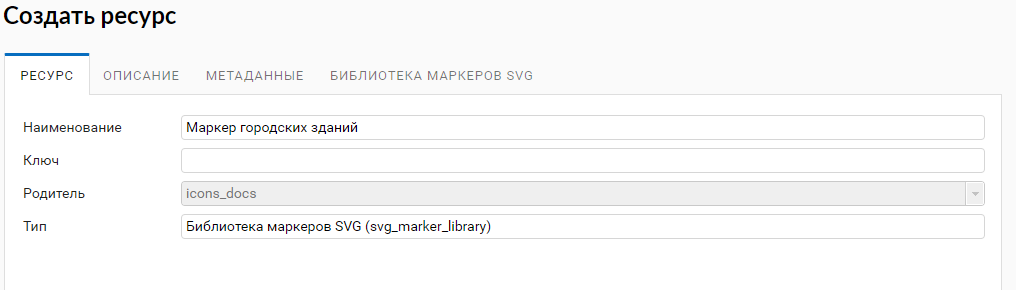 Создать ресурс
РЕСУРС ОПИСАНИЕ МЕТАДАННЫЕ БИБЛИОТЕКА МАРКЕРОВ SVG
Наименование Маркер городских зданий
Ключ
Родитель icons_docs
Тип Библиотека маркеров SVG (svg_marker_library)